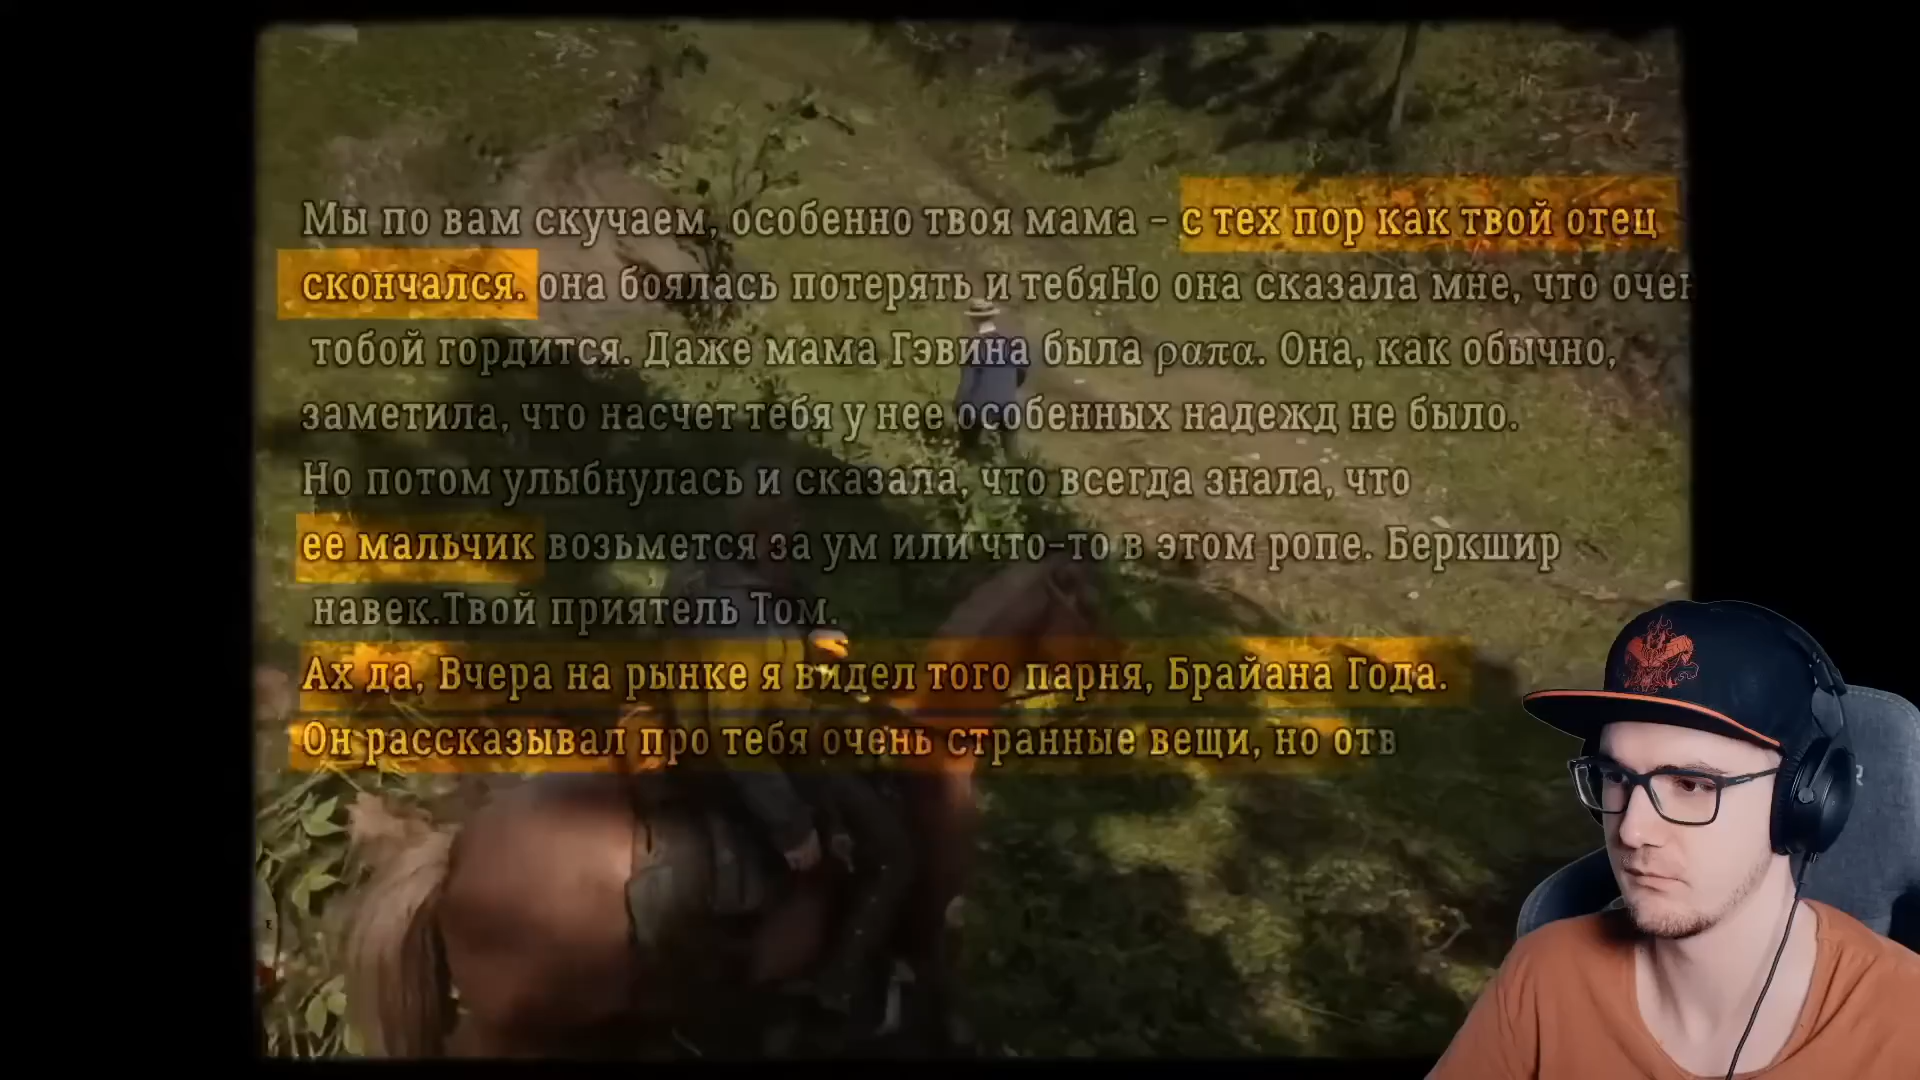 Мы по вам скучаем, особенно твоя мама – с тех пор как твой отец
скончался. она боялась потерять и тебяНо она сказала мне, что очен
тобой гордится. Даже мама Гэвина была рапа. Она, как обычно,
заметила, что насчет тебя у нее особенных надежд не было.
Но потом улыбнулась и сказала, что всегда знала, что
ее мальчик возьмется за ум или что-то в этом ропе. Беркшир
навек.Твой приятель Том.
Ах да, Вчера на рынке я видел того парня, Брайана Года.
Он рассказывал про тебя очень странные вещи, но отв